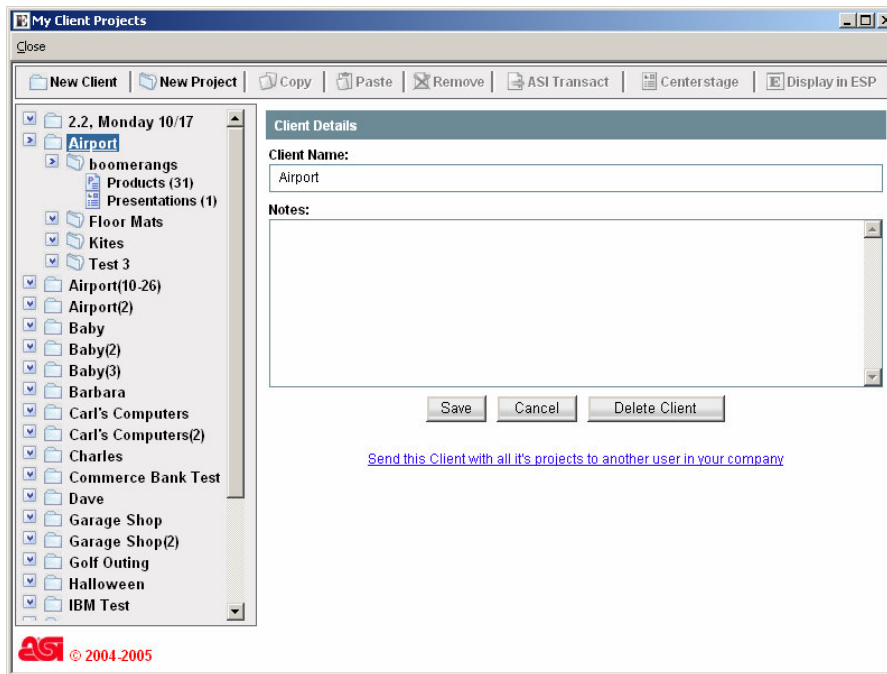 My Client Projects
Close
New Client New Project Copy Paste Remove ASI Transact Centerstage Display in ESP
2.2, Monday 10/17
Airport
boomerangs
Products (31)
Presentations (1)
Floor Mats
Kites
Test 3
Airport(10-26)
Airport(2)
Baby
Baby(2)
Baby(3)
Barbara
Carl's Computers
Carl's Computers(2)
Charles
Commerce Bank Test
Dave
Garage Shop
Garage Shop(2)
Golf Outing
Halloween
IBM Test
Client Details
Client Name:
Airport
Notes:
Save Cancel Delete Client
Send this Client with all it's projects to another user in your company
ASI © 2004-2005